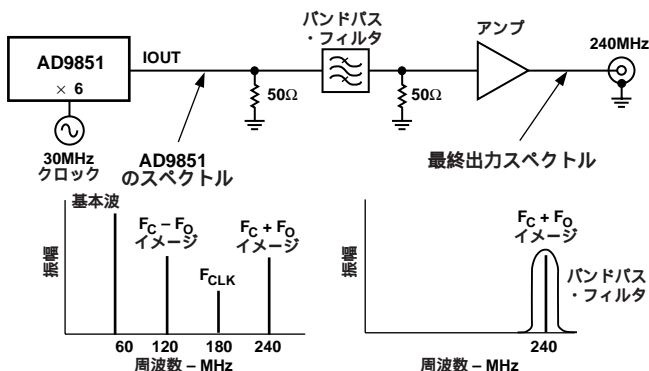 AD9851
× 6
IOUT
30MHz
クロック
AD9851
のスペクトル
50Ω
バンドパス
・フィルタ
50Ω
アンプ
240MHz
最終出力スペクトル
基本波
振幅
FC – FO
イメージ
FCLK
FC + FO
イメージ
60 120 180 240
周波数 – MHz
振幅
FC + FO
イメージ
バンドパス
・フィルタ
240
周波数 – MHz